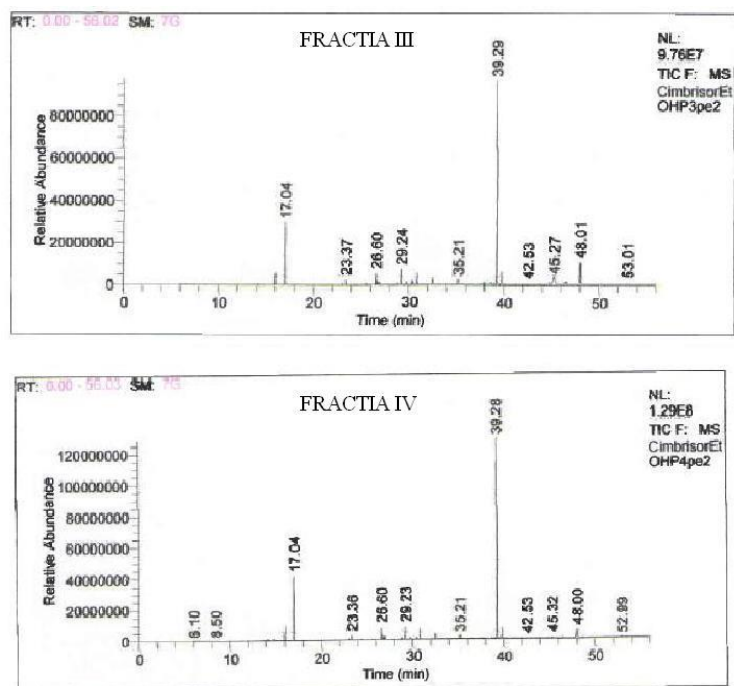 RT: 0.00 - 56.02 SM: 7G
FRACTIA III
NL:
9.76E7
TIC F: MS
CimbrisorEt
OHP3pe2
Relative Abundance
80000000
60000000
40000000
20000000
0
17.04
23.37
26.60
29.24
35.21
39.29
42.53
45.27
48.01
53.01
0 10 20 30 40 50
Time (min)
RT: 0.00 - 56.03 SM: 7G
FRACTIA IV
NL:
1.29E8
TIC F: MS
CimbrisorEt
OHP4pe2
Relative Abundance
120000000
100000000
80000000
60000000
40000000
20000000
0
6.10
8.50
17.04
23.36
26.60
29.23
35.21
39.28
42.53
45.32
48.00
52.99
0 10 20 30 40 50
Time (min)